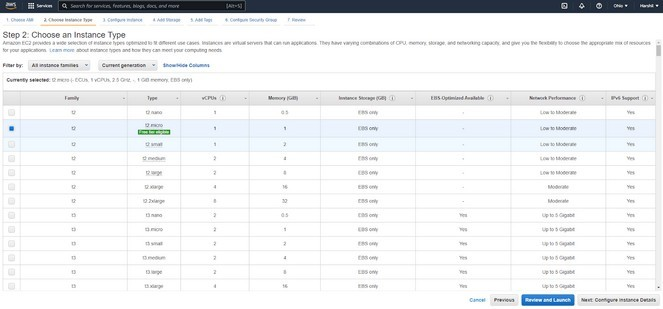 aws Services Search for services, features, blogs, docs, and more [Alt+S] Ohio Harshit
1. Choose AMI 2. Choose Instance Type 3. Configure Instance 4. Add Storage 5. Add Tags 6. Configure Security Group 7. Review
Step 2: Choose an Instance Type
Amazon EC2 provides a wide selection of instance types optimized to fit different use cases. Instances are virtual servers that can run applications. They have varying combinations of CPU, memory, storage, and networking capacity, and give you the flexibility to choose the appropriate mix of resources
for your applications. Learn more about instance types and how they can meet your computing needs.
Filter by: All instance families Current generation Show/Hide Columns
Currently selected: t2.micro (- ECUs, 1 vCPUs, 2.5 GHz, -, 1 GiB memory, EBS only)
Family Type vCPUs Memory (GiB) Instance Storage (GB) EBS-Optimized Available Network Performance IPv6 Support
t2 t2.nano 1 0.5 EBS only - Low to Moderate Yes
t2 t2.micro 1 1 EBS only - Low to Moderate Yes
Free tier eligible
t2 t2.small 1 2 EBS only - Low to Moderate Yes
t2 t2.medium 2 4 EBS only - Low to Moderate Yes
t2 t2.large 2 8 EBS only - Low to Moderate Yes
t2 t2.xlarge 4 16 EBS only - Moderate Yes
t2 t2.2xlarge 8 32 EBS only - Moderate Yes
t3 t3.nano 2 0.5 EBS only Yes Up to 5 Gigabit Yes
t3 t3.micro 2 1 EBS only Yes Up to 5 Gigabit Yes
t3 t3.small 2 2 EBS only Yes Up to 5 Gigabit Yes
t3 t3.medium 2 4 EBS only Yes Up to 5 Gigabit Yes
t3 t3.large 2 8 EBS only Yes Up to 5 Gigabit Yes
t3 t3.xlarge 4 16 EBS only Yes Up to 5 Gigabit Yes
Cancel Previous Review and Launch Next: Configure Instance Details